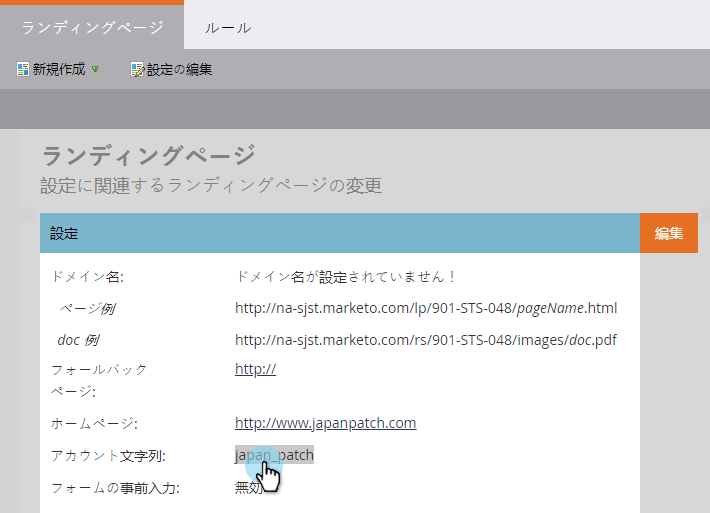 ランディングページ ルール
新規作成 設定の編集
ランディングページ
設定に関連するランディングページの変更
設定 編集
ドメイン名: ドメイン名が設定されていません！
ページ例 http://na-sjst.marketo.com/lp/901-STS-048/pageName.html
doc 例 http://na-sjst.marketo.com/rs/901-STS-048/images/doc.pdf
フォールバック http://
ページ:
ホームページ: http://www.japanpatch.com
アカウント文字列: japan_patch
フォームの事前入力: 無効